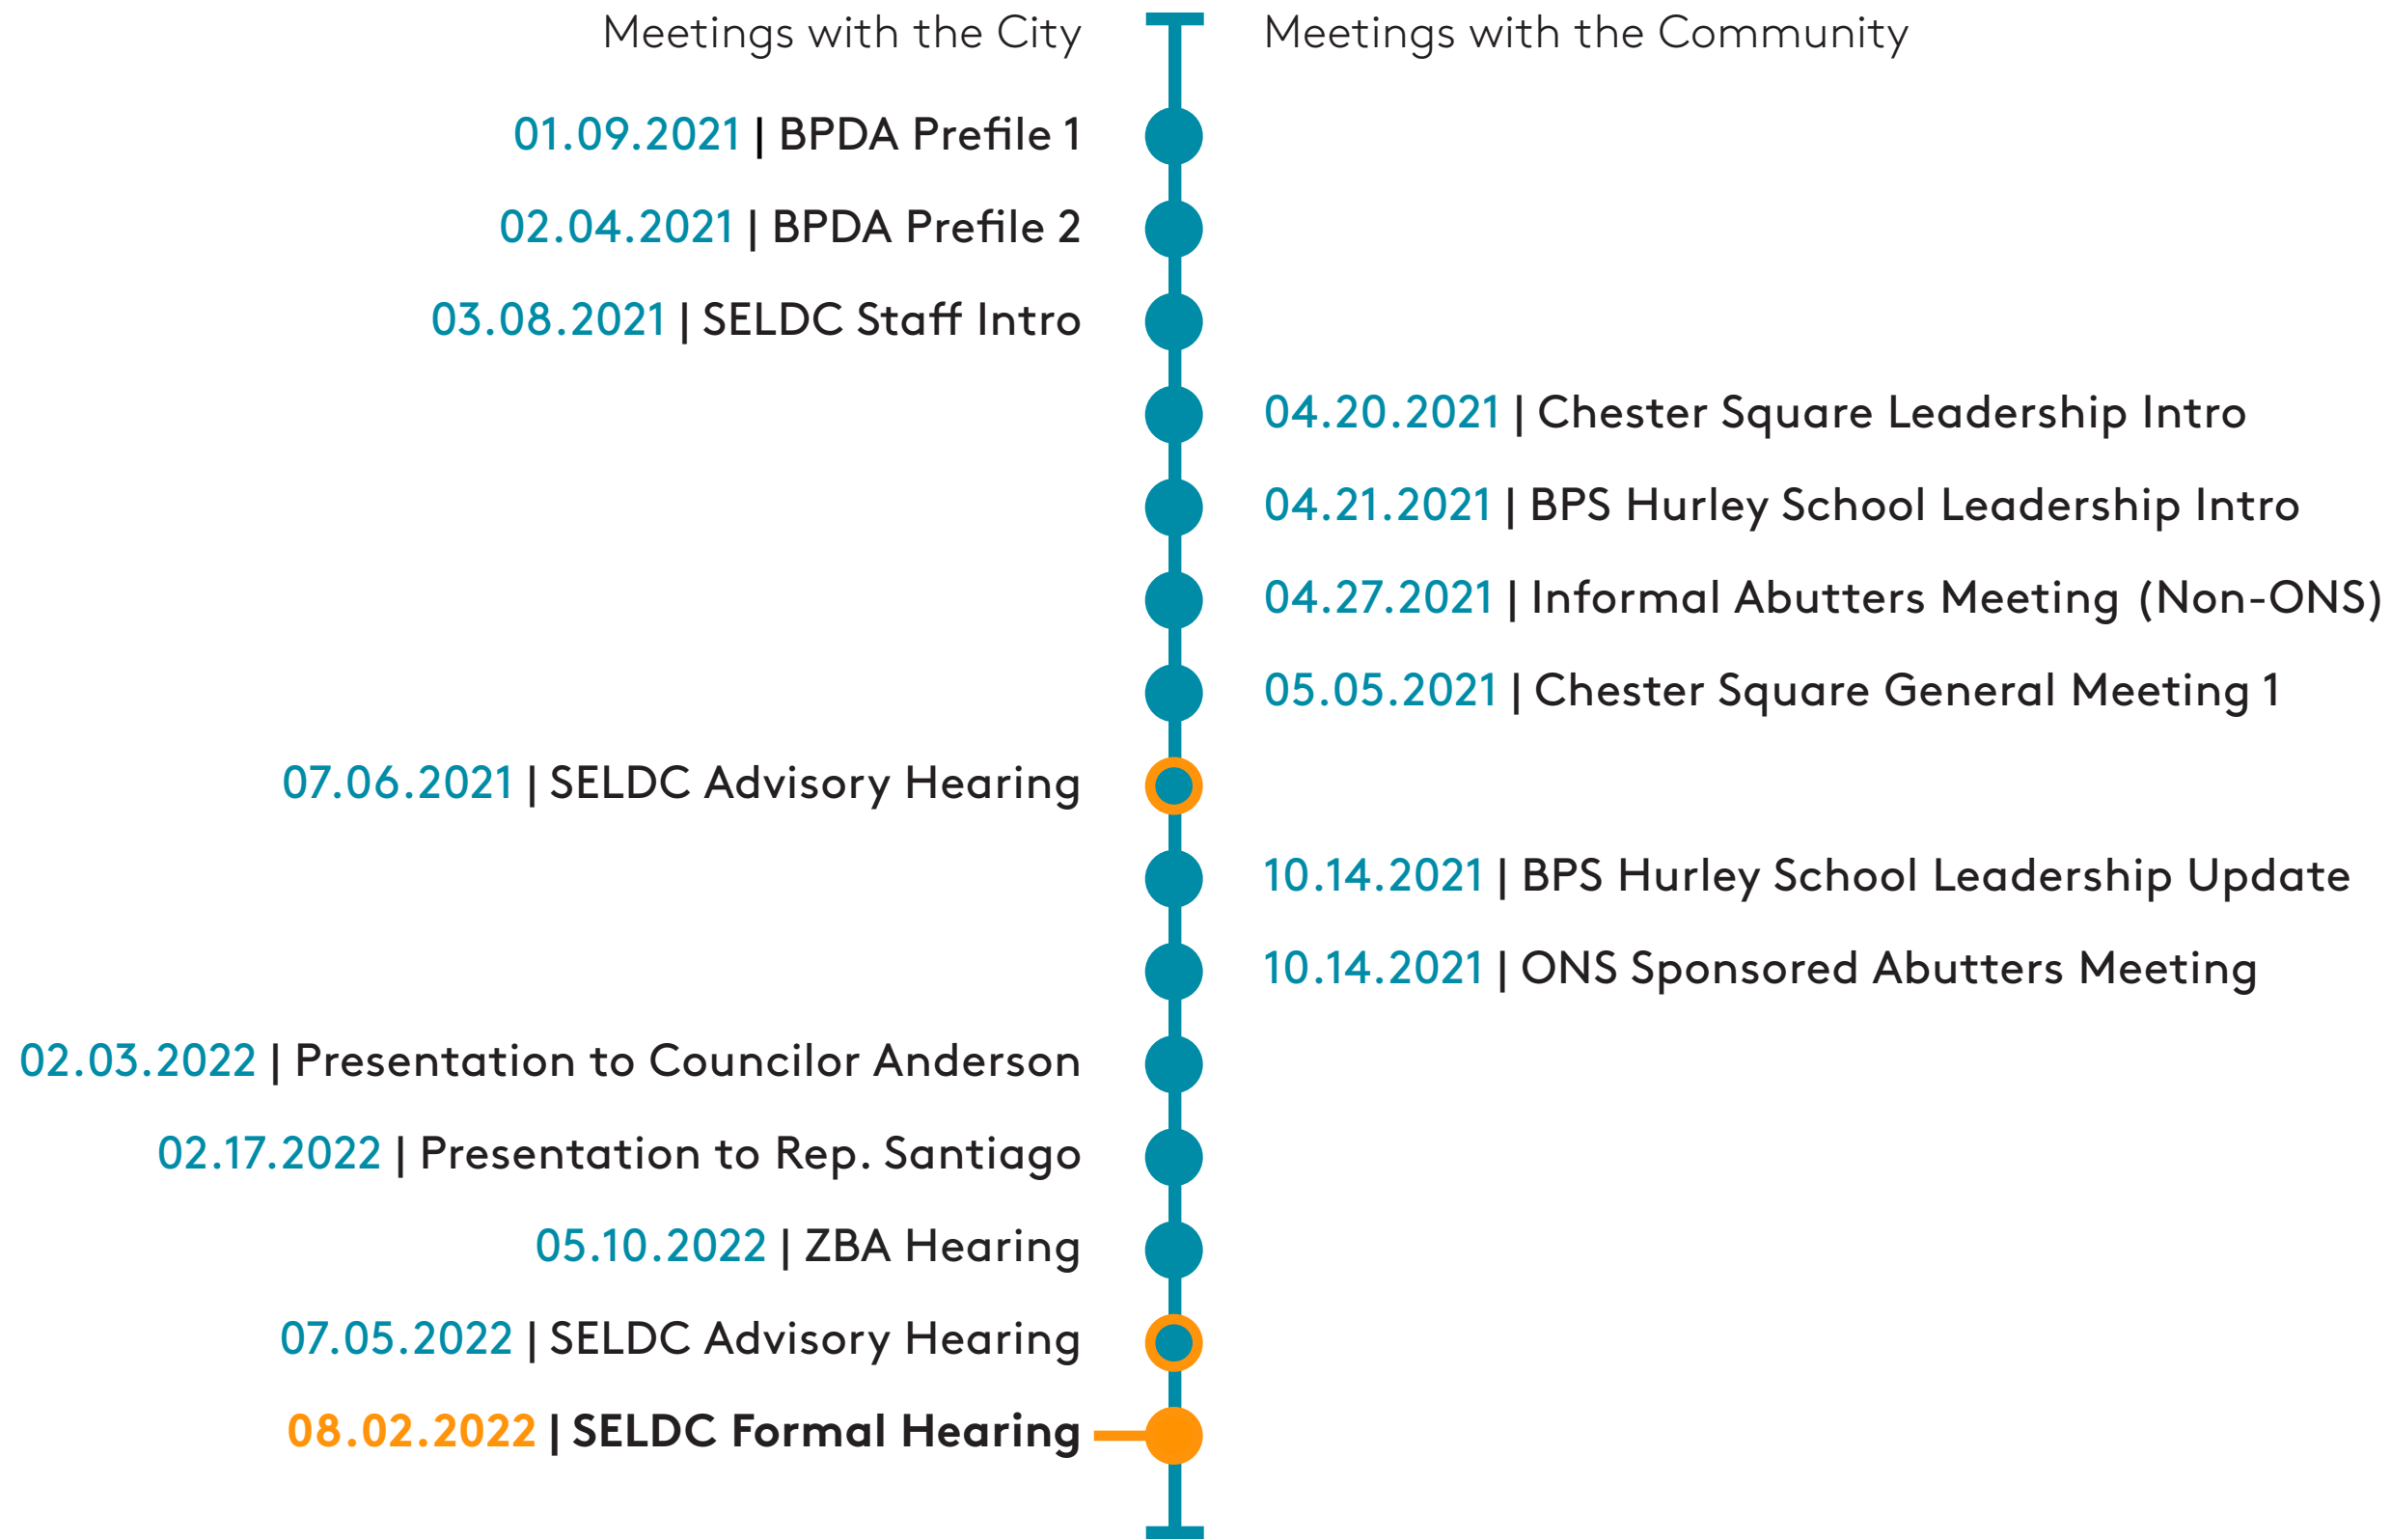 Meetings with the City
Meetings with the Community
01.09.2021 | BPDA Prefile 1
02.04.2021 | BPDA Prefile 2
03.08.2021 | SELDC Staff Intro
04.20.2021 | Chester Square Leadership Intro
04.21.2021 | BPS Hurley School Leadership Intro
04.27.2021 | Informal Abutters Meeting (Non-ONS)
05.05.2021 | Chester Square General Meeting 1
07.06.2021 | SELDC Advisory Hearing
10.14.2021 | BPS Hurley School Leadership Update
10.14.2021 | ONS Sponsored Abutters Meeting
02.03.2022 | Presentation to Councilor Anderson
02.17.2022 | Presentation to Rep. Santiago
05.10.2022 | ZBA Hearing
07.05.2022 | SELDC Advisory Hearing
08.02.2022 | SELDC Formal Hearing